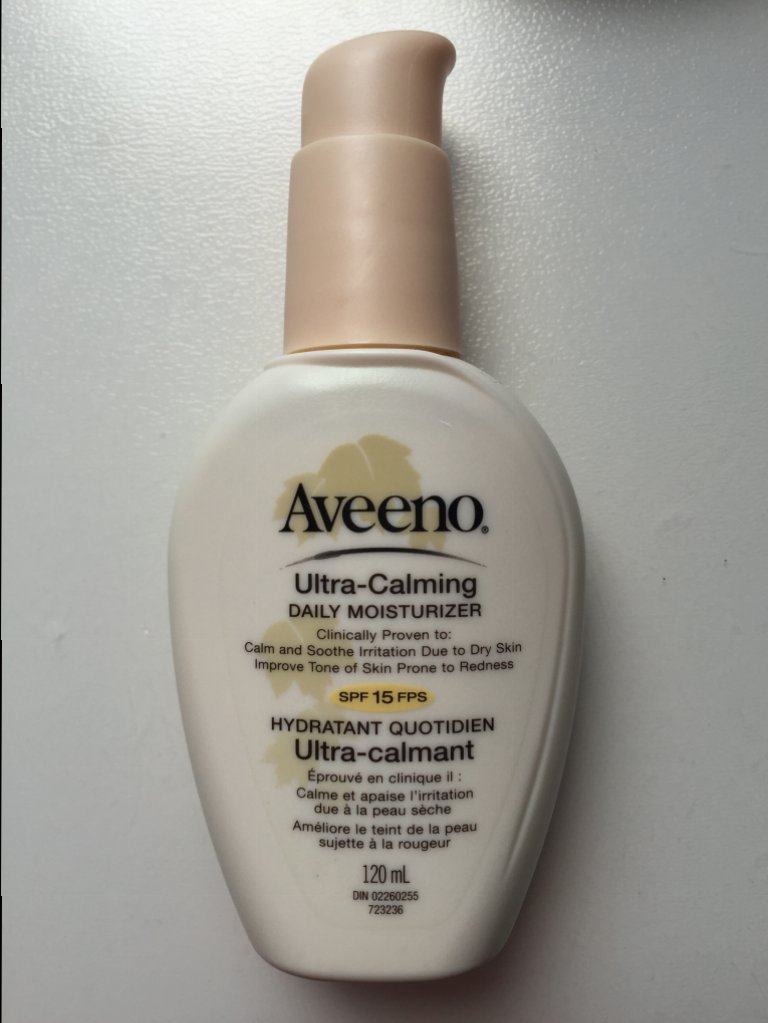 Aveeno®
Ultra-Calming
DAILY MOISTURIZER
Clinically Proven to:
Calm and Soothe Irritation Due to Dry Skin
Improve Tone of Skin Prone to Redness
SPF 15 FPS
HYDRATANT QUOTIDIEN
Ultra-calmant
Éprouvé en clinique il :
Calme et apaise l'irritation
due à la peau sèche
Améliore le teint de la peau
sujette à la rougeur
120 mL
DIN 02260255
723236